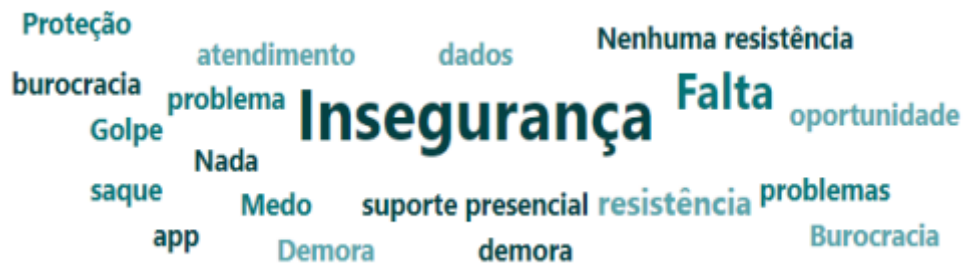 Proteção
atendimento
dados
Nenhuma resistência
burocracia
problema
Insegurança
Falta
oportunidade
Golpe
Nada
saque
Medo
suporte presencial
resistência
problemas
app
Demora
demora
Burocracia